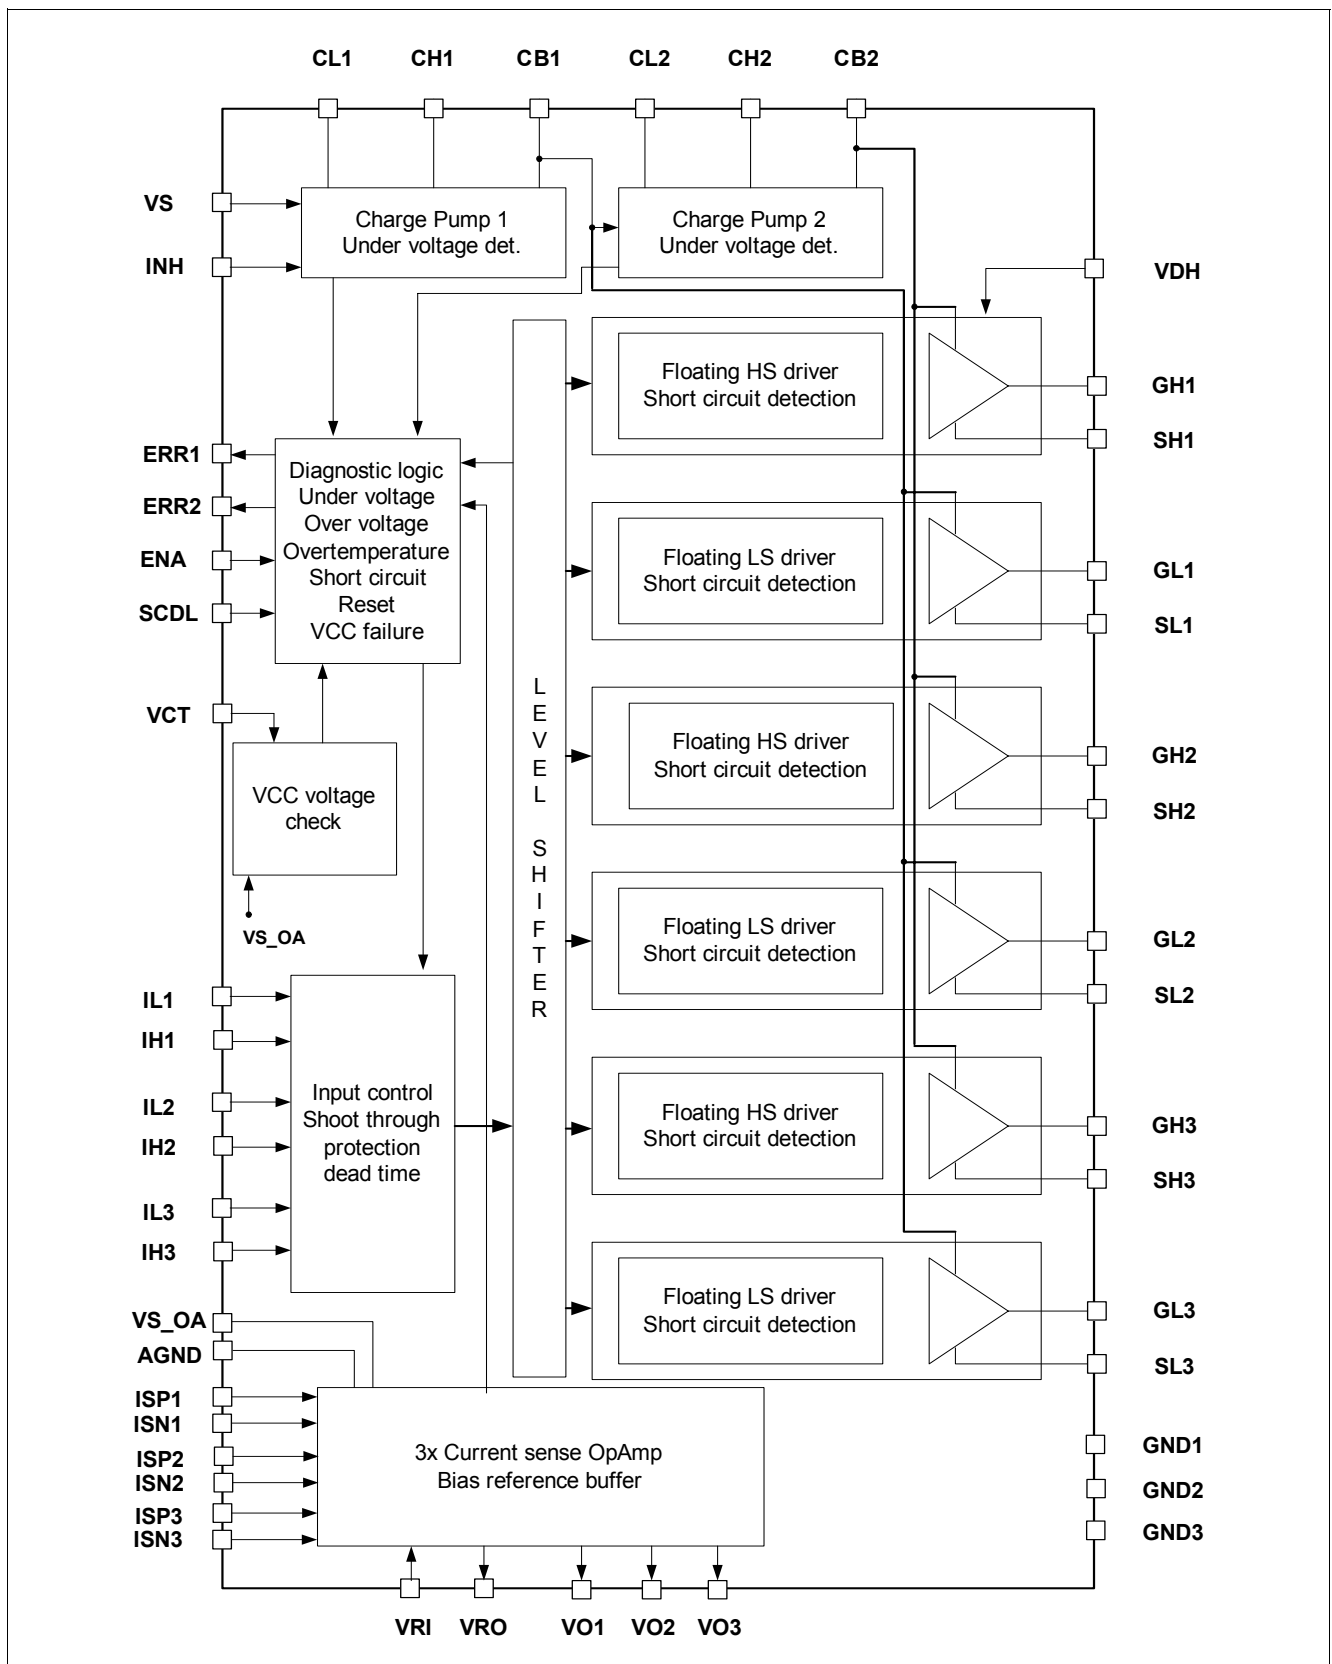 CL1 CH1 CB1 CL2 CH2 CB2
VS
INH
Charge Pump 1
Under voltage det.
Charge Pump 2
Under voltage det.
VDH
Floating HS driver
Short circuit detection
GH1
SH1
ERR1
ERR2
ENA
SCDL
Diagnostic logic
Under voltage
Over voltage
Overtemperature
Short circuit
Reset
VCC failure
Floating LS driver
Short circuit detection
GL1
SL1
VCT
VCC voltage
check
VS_OA
LEVEL SHIFTER
Floating HS driver
Short circuit detection
GH2
SH2
Floating LS driver
Short circuit detection
GL2
SL2
IL1
IH1
IL2
IH2
IL3
IH3
Input control
Shoot through
protection
dead time
Floating HS driver
Short circuit detection
GH3
SH3
Floating LS driver
Short circuit detection
GL3
SL3
VS_OA
AGND
ISP1
ISN1
ISP2
ISN2
ISP3
ISN3
3x Current sense OpAmp
Bias reference buffer
GND1
GND2
GND3
VRI VRO VO1 VO2 VO3